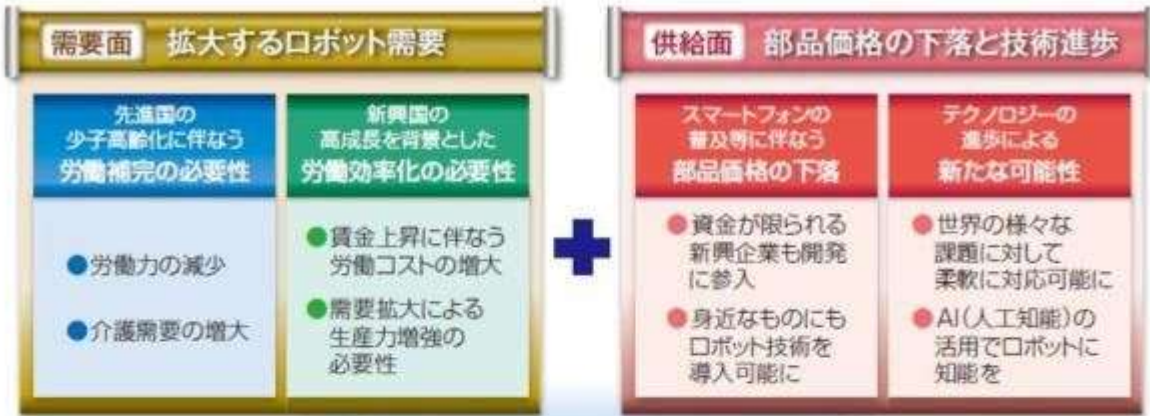 需要面 拡大するロボット需要
先進国の
少子高齢化に伴なう
労働補完の必要性
●労働力の減少
●介護需要の増大
新興国の
高成長を背景とした
労働効率化の必要性
●賃金上昇に伴なう
労働コストの増大
●需要拡大による
生産力増強の
必要性
+
供給面 部品価格の下落と技術進歩
スマートフォンの
普及等に伴なう
部品価格の下落
●資金が限られる
新興企業も開発
に参入
●身近なものにも
ロボット技術を
導入可能に
テクノロジーの
進歩による
新たな可能性
●世界の様々な
課題に対して
柔軟に対応可能に
●AI(人工知能)の
活用でロボットに
知能を